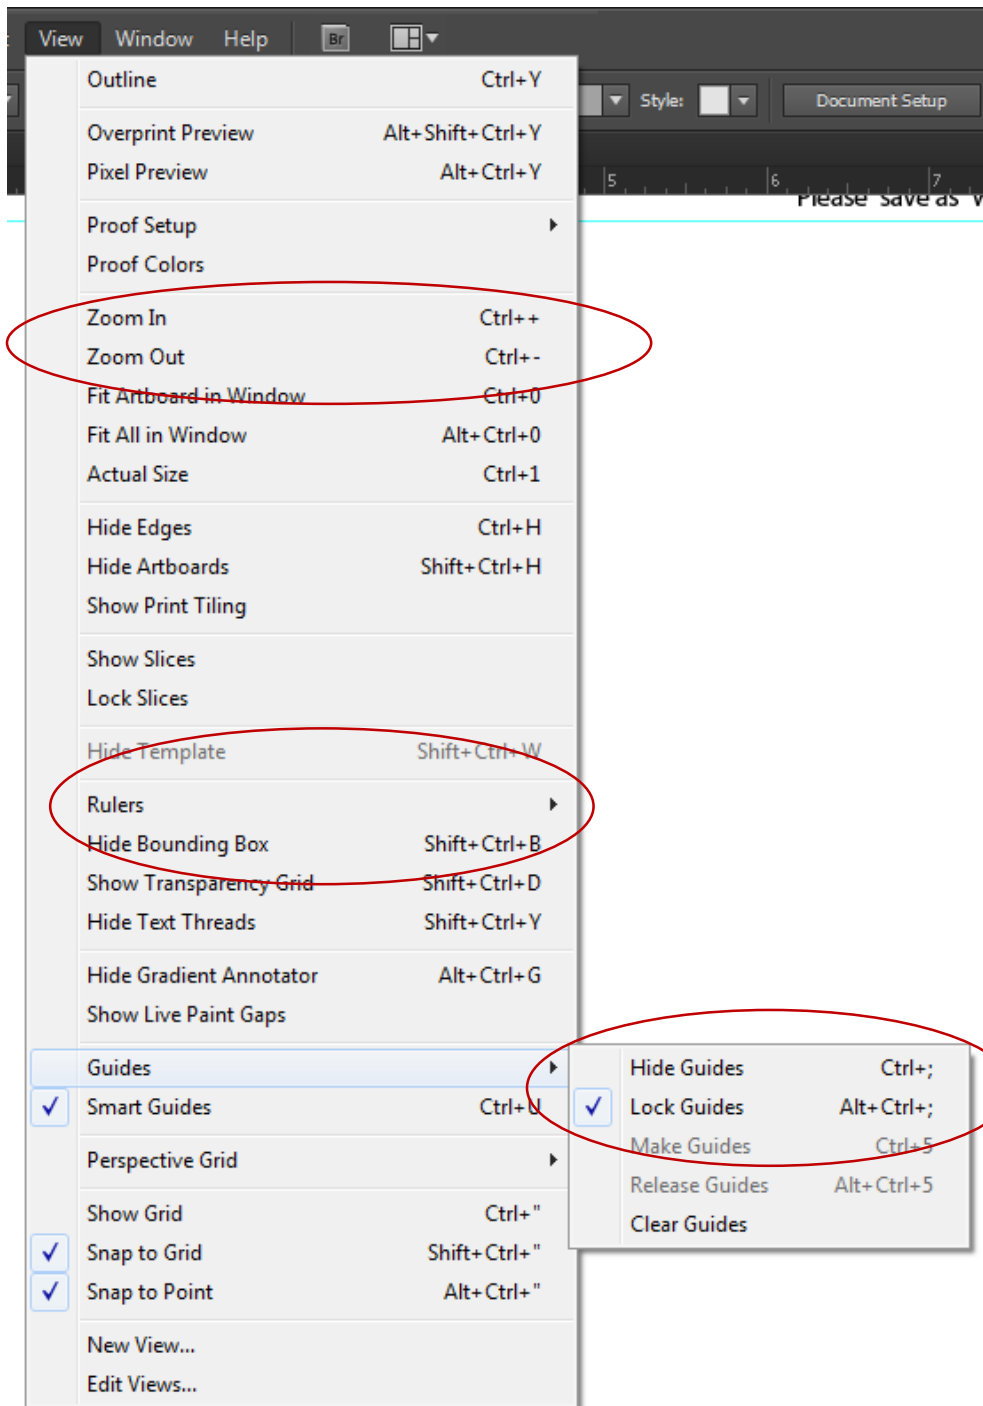 View Window Help Br
Style: Document Setup
5 6 7
Please save as
Outline Ctrl+Y
Overprint Preview Alt+Shift+Ctrl+Y
Pixel Preview Alt+Ctrl+Y
Proof Setup
Proof Colors
Zoom In Ctrl++
Zoom Out Ctrl+-
Fit Artboard in Window Ctrl+0
Fit All in Window Alt+Ctrl+0
Actual Size Ctrl+1
Hide Edges Ctrl+H
Hide Artboards Shift+Ctrl+H
Show Print Tiling
Show Slices
Lock Slices
Hide Template Shift+Ctrl+W
Rulers
Hide Bounding Box Shift+Ctrl+B
Show Transparency Grid Shift+Ctrl+D
Hide Text Threads Shift+Ctrl+Y
Hide Gradient Annotator Alt+Ctrl+G
Show Live Paint Gaps
Guides
Smart Guides Ctrl+U
Perspective Grid
Show Grid Ctrl+"
Snap to Grid Shift+Ctrl+"
Snap to Point Alt+Ctrl+"
New View...
Edit Views...
Hide Guides Ctrl+;
Lock Guides Alt+Ctrl+;
Make Guides Ctrl+5
Release Guides Alt+Ctrl+5
Clear Guides